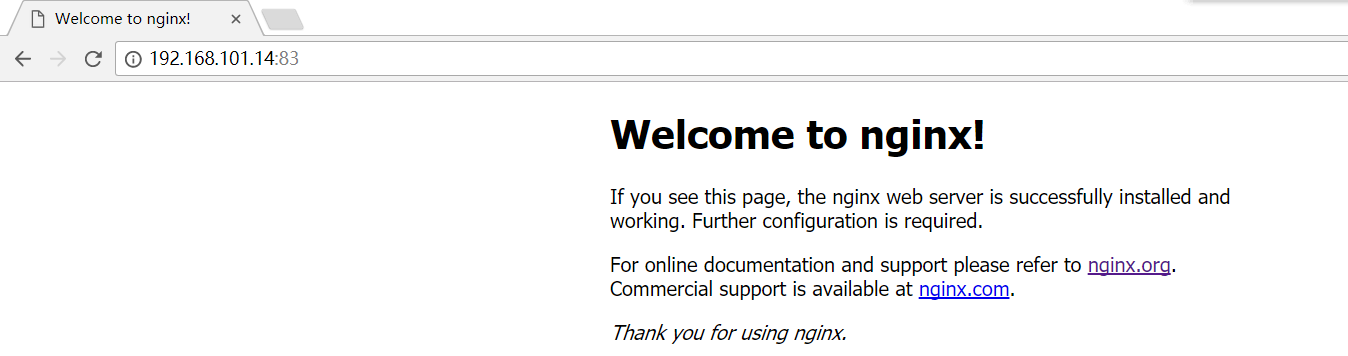 Welcome to nginx!
192.168.101.14:83
Welcome to nginx!
If you see this page, the nginx web server is successfully installed and
working. Further configuration is required.
For online documentation and support please refer to nginx.org.
Commercial support is available at nginx.com.
Thank you for using nginx.